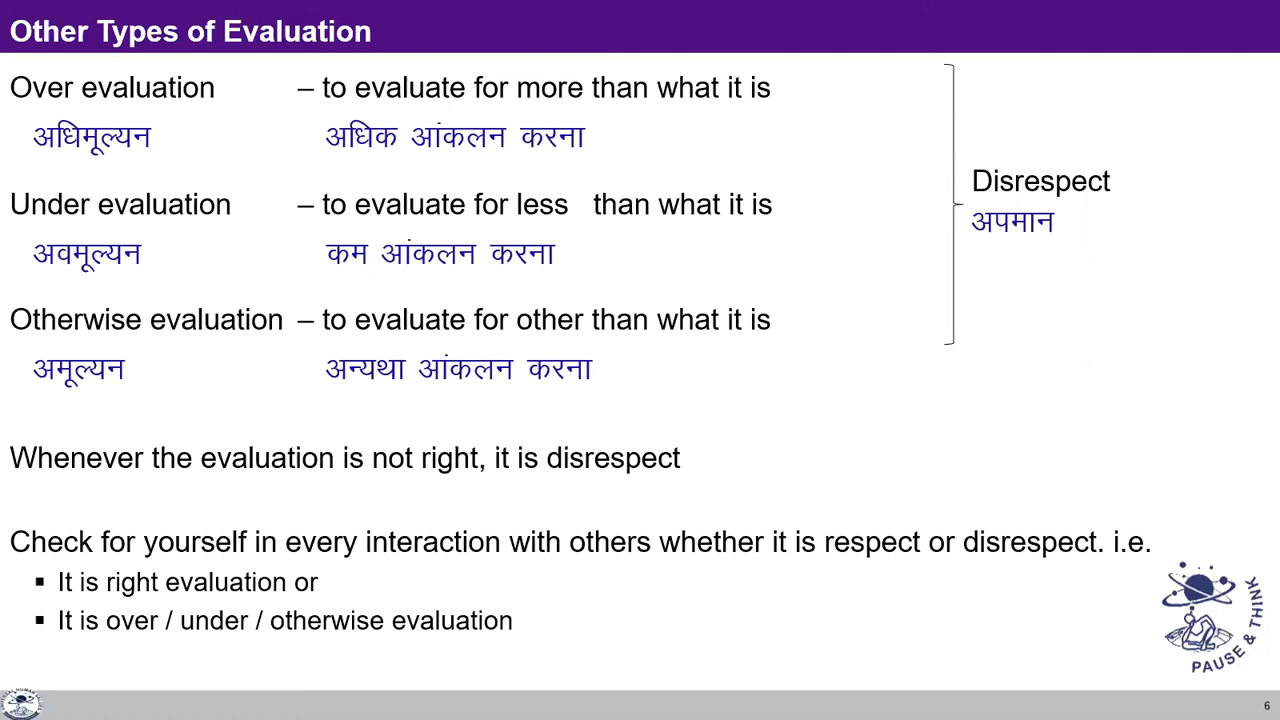 Other Types of Evaluation
Over evaluation – to evaluate for more than what it is
अधिमूल्यन अधिक आंकलन करना
Under evaluation – to evaluate for less than what it is
अवमूल्यन कम आंकलन करना
Disrespect
अपमान
Otherwise evaluation – to evaluate for other than what it is
अमूल्यन अन्यथा आंकलन करना
Whenever the evaluation is not right, it is disrespect
Check for yourself in every interaction with others whether it is respect or disrespect. i.e.
▪ It is right evaluation or
▪ It is over / under / otherwise evaluation
PAUSE & THINK
6